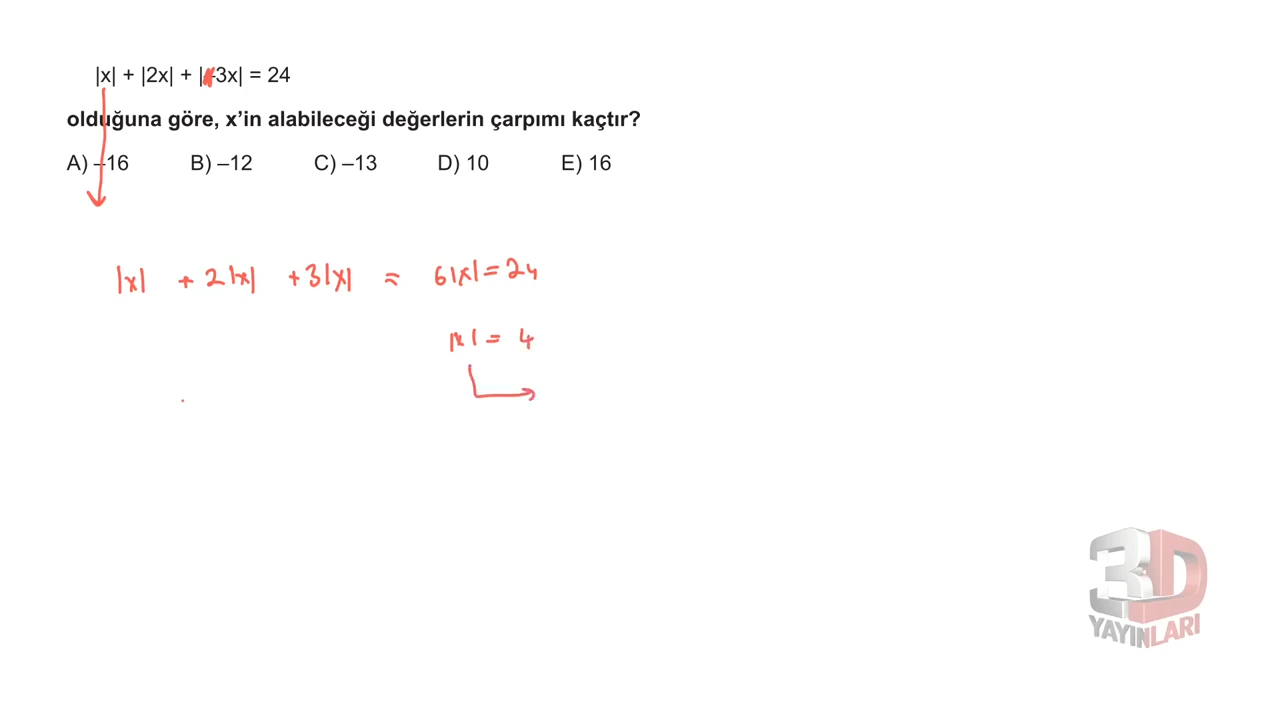 |x| + |2x| + |-3x| = 24
olduğuna göre, x’in alabileceği değerlerin çarpımı kaçtır?
A) –16 B) –12 C) –13 D) 10 E) 16
|x| + 2|x| + 3|x| = 6|x| = 24
|x| = 4
3D
YAYINLARI